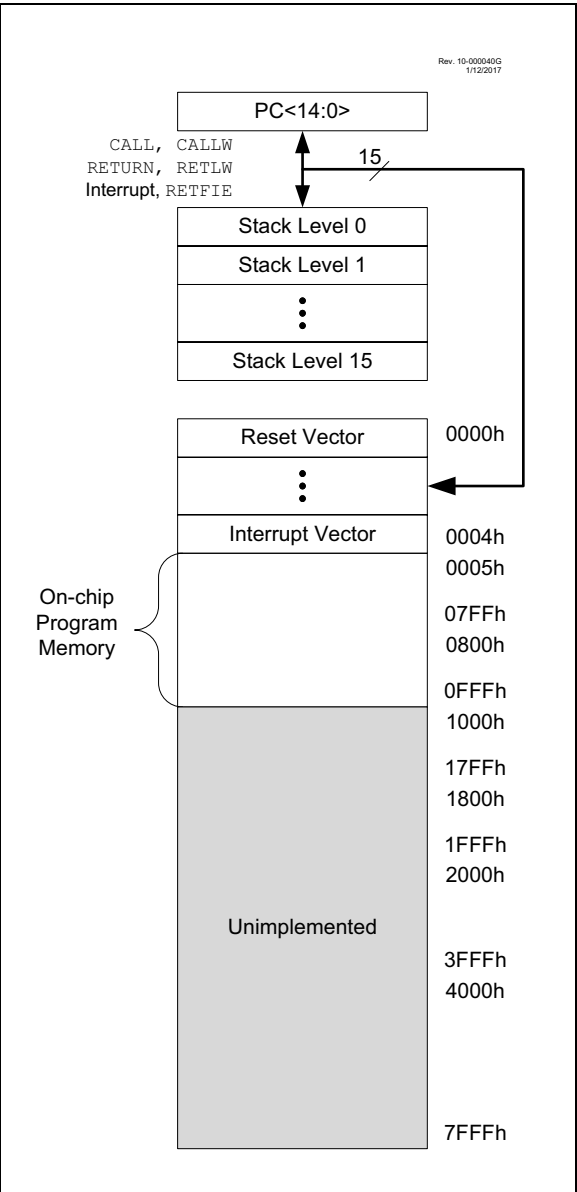 Rev. 10-000040G
1/12/2017
PC<14:0>
CALL, CALLW
RETURN, RETLW
Interrupt, RETFIE
15
Stack Level 0
Stack Level 1
Stack Level 15
Reset Vector
0000h
Interrupt Vector
0004h
0005h
On-chip
Program
Memory
07FFh
0800h
0FFFh
1000h
17FFh
1800h
1FFFh
2000h
Unimplemented
3FFFh
4000h
7FFFh